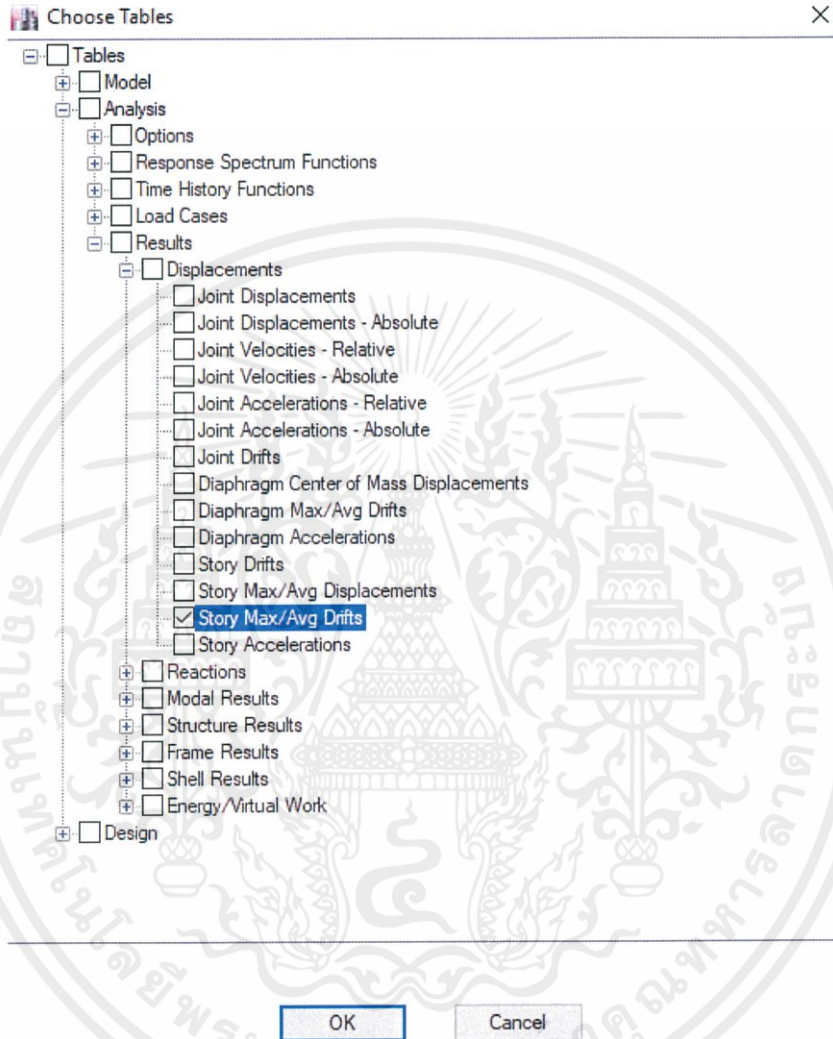 Choose Tables
Tables
Model
Analysis
Options
Response Spectrum Functions
Time History Functions
Load Cases
Results
Displacements
Joint Displacements
Joint Displacements - Absolute
Joint Velocities - Relative
Joint Velocities - Absolute
Joint Accelerations - Relative
Joint Accelerations - Absolute
Joint Drifts
Diaphragm Center of Mass Displacements
Diaphragm Max/Avg Drifts
Diaphragm Accelerations
Story Drifts
Story Max/Avg Displacements
Story Max/Avg Drifts
Story Accelerations
Reactions
Modal Results
Structure Results
Frame Results
Shell Results
Energy/Virtual Work
Design
OK Cancel